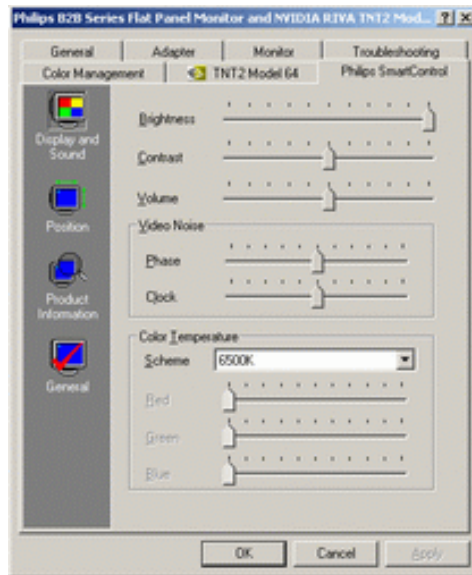 Philips B2B Series Flat Panel Monitor and NVIDIA RIVA TNT2 Mod...
General Adapter Monitor Troubleshooting
Color Management TNT2 Model 64 Philips SmartControl
Display and
Sound
Position
Product
Information
General
Brightness
Contrast
Volume
Video Noise
Phase
Clock
Color Temperature
Scheme 6500K
Red
Green
Blue
OK Cancel Apply